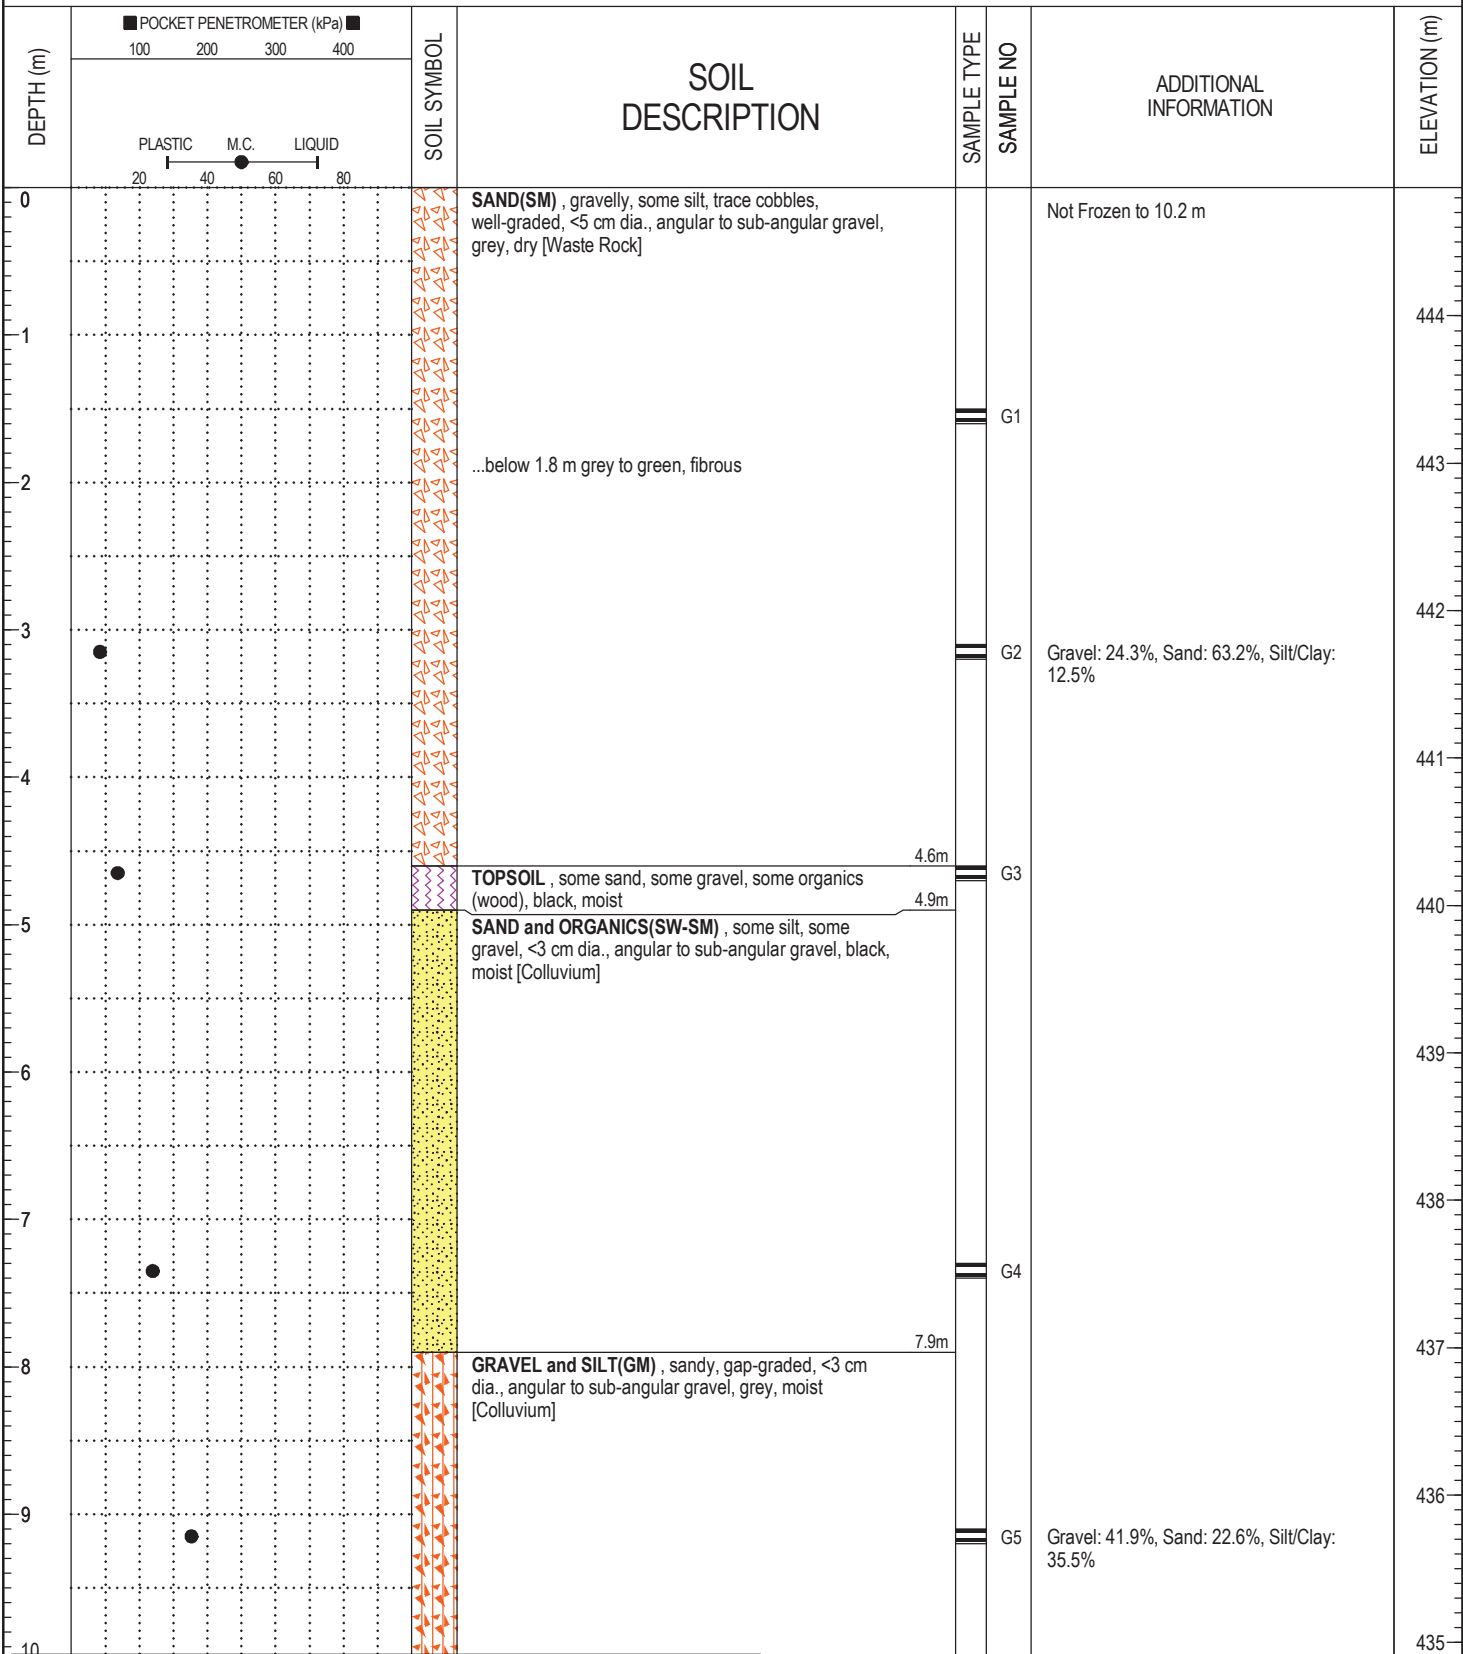 POCKET PENETROMETER (kPa)
100 200 300 400
DEPTH (m)
PLASTIC M.C. LIQUID
20 40 60 80
SOIL SYMBOL
SOIL
DESCRIPTION
SAMPLE TYPE
SAMPLE NO
ADDITIONAL
INFORMATION
ELEVATION (m)
0
SAND(SM) , gravelly, some silt, trace cobbles,
well-graded, <5 cm dia., angular to sub-angular gravel,
grey, dry [Waste Rock]
Not Frozen to 10.2 m
444
1
G1
...below 1.8 m grey to green, fibrous
443
2
442
3
G2
Gravel: 24.3%, Sand: 63.2%, Silt/Clay:
12.5%
441
4
4.6m
TOPSOIL , some sand, some gravel, some organics
(wood), black, moist
4.9m
G3
440
5
SAND and ORGANICS(SW-SM) , some silt, some
gravel, <3 cm dia., angular to sub-angular gravel, black,
moist [Colluvium]
439
6
438
7
G4
7.9m
437
8
GRAVEL and SILT(GM) , sandy, gap-graded, <3 cm
dia., angular to sub-angular gravel, grey, moist
[Colluvium]
436
9
G5
Gravel: 41.9%, Sand: 22.6%, Silt/Clay:
35.5%
435
10